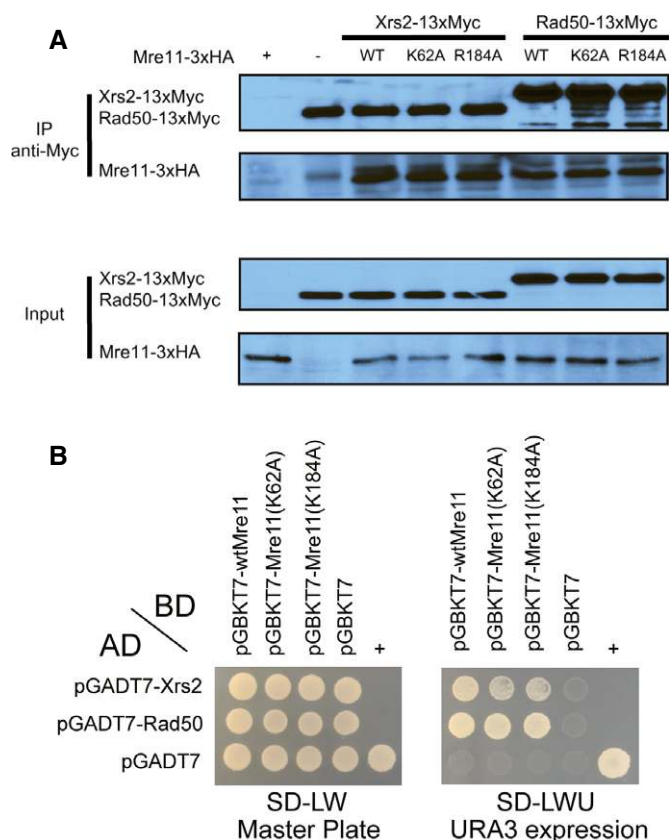 A
Xrs2-13xMyc Rad50-13xMyc
Mre11-3xHA + - WT K62A R184A WT K62A R184A
IP
anti-Myc
Xrs2-13xMyc
Rad50-13xMyc
Mre11-3xHA
Input
Xrs2-13xMyc
Rad50-13xMyc
Mre11-3xHA
B
pGBKT7-wtMre11
pGBKT7-Mre11(K62A)
pGBKT7-Mre11(K184A)
pGBKT7
+
pGBKT7-wtMre11
pGBKT7-Mre11(K62A)
pGBKT7-Mre11(K184A)
pGBKT7
+
BD
AD
pGADT7-Xrs2
pGADT7-Rad50
pGADT7
SD-LW
Master Plate
SD-LWU
URA3 expression